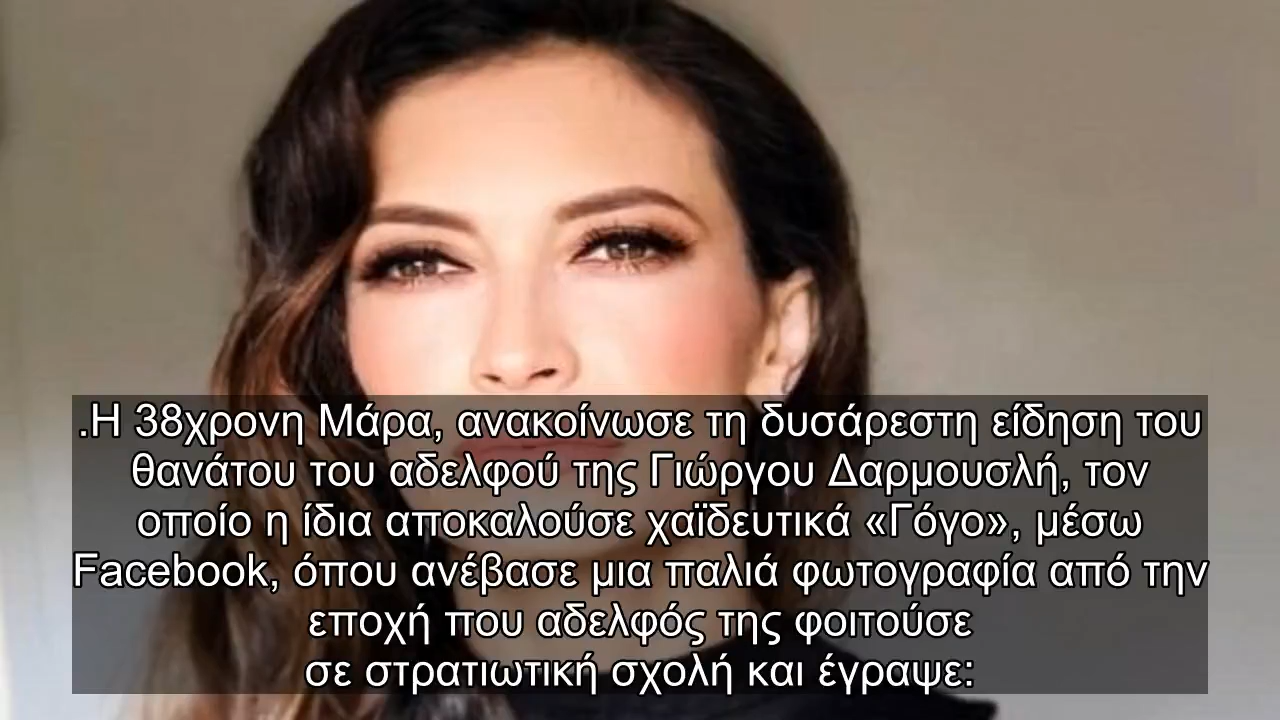 .Η 38χρονη Μάρα, ανακοίνωσε τη δυσάρεστη είδηση του
θανάτου του αδελφού της Γιώργου Δαρμουσλή, τον
οποίο η ίδια αποκαλούσε χαϊδευτικά «Γόγο», μέσω
Facebook, όπου ανέβασε μια παλιά φωτογραφία από την
εποχή που αδελφός της φοιτούσε
σε στρατιωτική σχολή και έγραψε: